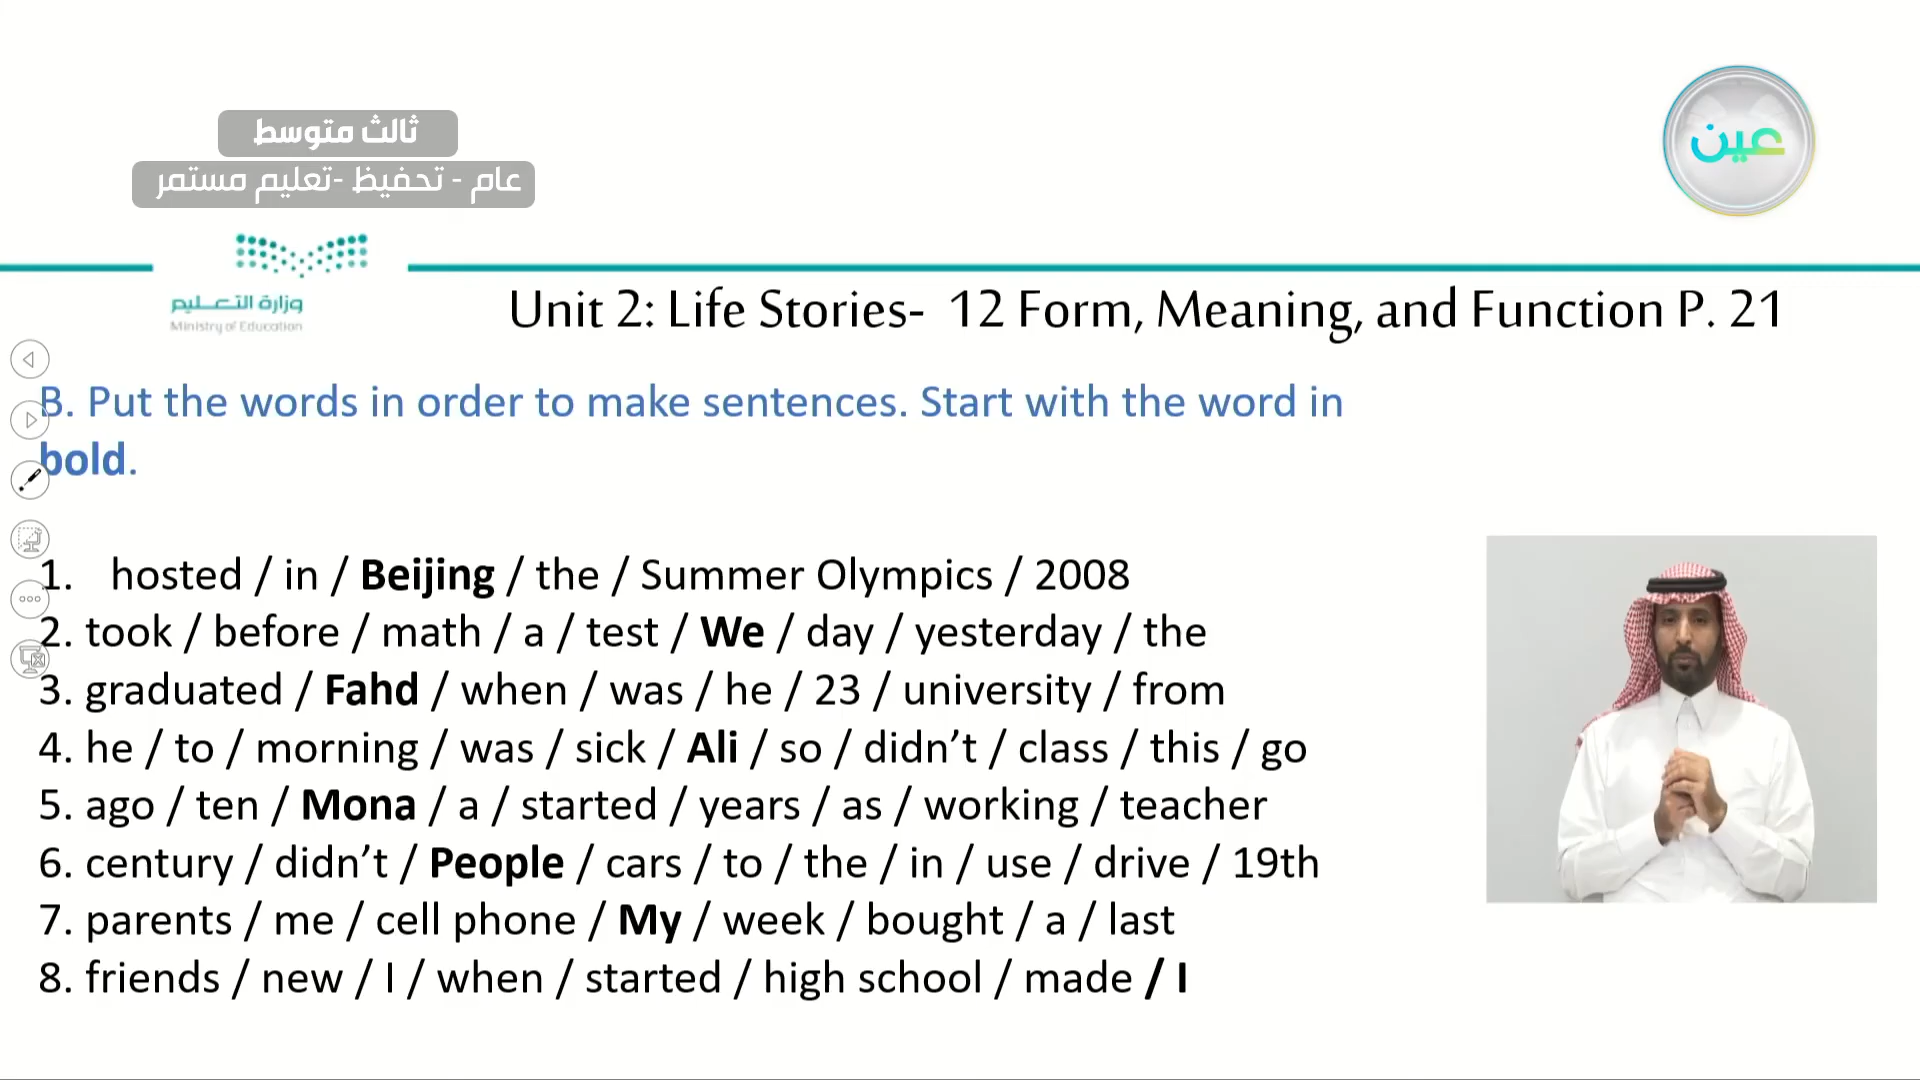 ثالث متوسط
عام - تحفيظ -تعليم مستمر
عين
وزارة التعليم
Ministry of Education
Unit 2: Life Stories- 12 Form, Meaning, and Function P. 21
B. Put the words in order to make sentences. Start with the word in
bold.
1. hosted / in / Beijing / the / Summer Olympics / 2008
2. took / before / math / a / test / We / day / yesterday / the
3. graduated / Fahd / when / was / he / 23 / university / from
4. he / to / morning / was / sick / Ali / so / didn’t / class / this / go
5. ago / ten / Mona / a / started / years / as / working / teacher
6. century / didn’t / People / cars / to / the / in / use / drive / 19th
7. parents / me / cell phone / My / week / bought / a / last
8. friends / new / I / when / started / high school / made / I